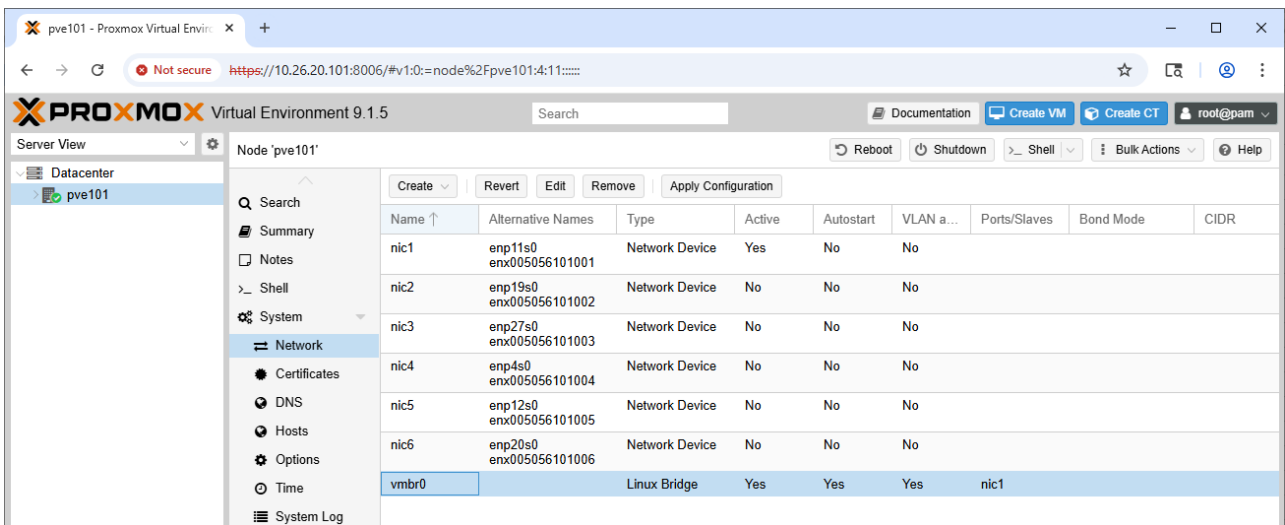 pve101 - Proxmox Virtual Enviro
Not secure https://10.26.20.101:8006/#v1:0:=node%2Fpve101:4:11::::::
PROXMOX Virtual Environment 9.1.5 Search Documentation Create VM Create CT root@pam
Server View Node 'pve101' Reboot Shutdown >_ Shell Bulk Actions Help
Datacenter
pve101
Search
Summary
Notes
>_ Shell
System
Network
Certificates
DNS
Hosts
Options
Time
System Log
Create Revert Edit Remove Apply Configuration
Name ↑ Alternative Names Type Active Autostart VLAN a... Ports/Slaves Bond Mode CIDR
nic1 enp11s0 Network Device Yes No No
enx005056101001
nic2 enp19s0 Network Device No No No
enx005056101002
nic3 enp27s0 Network Device No No No
enx005056101003
nic4 enp4s0 Network Device No No No
enx005056101004
nic5 enp12s0 Network Device No No No
enx005056101005
nic6 enp20s0 Network Device No No No
enx005056101006
vmbr0 Linux Bridge Yes Yes Yes nic1